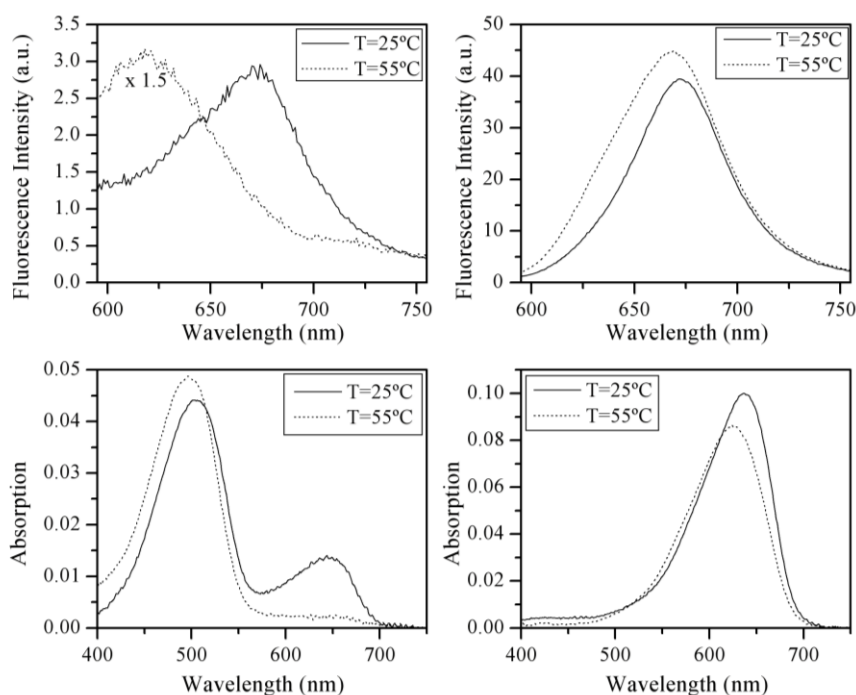 3.5
3.0
2.5
2.0
1.5
1.0
0.5
0.0
Fluorescence Intensity (a.u.)
x 1.5
T=25ºC
T=55ºC
600 650 700 750
Wavelength (nm)
50
40
30
20
10
0
Fluorescence Intensity (a.u.)
T=25ºC
T=55ºC
600 650 700 750
Wavelength (nm)
0.05
0.04
0.03
0.02
0.01
0.00
Absorption
T=25ºC
T=55ºC
400 500 600 700
Wavelength (nm)
0.10
0.08
0.06
0.04
0.02
0.00
Absorption
T=25ºC
T=55ºC
400 500 600 700
Wavelength (nm)